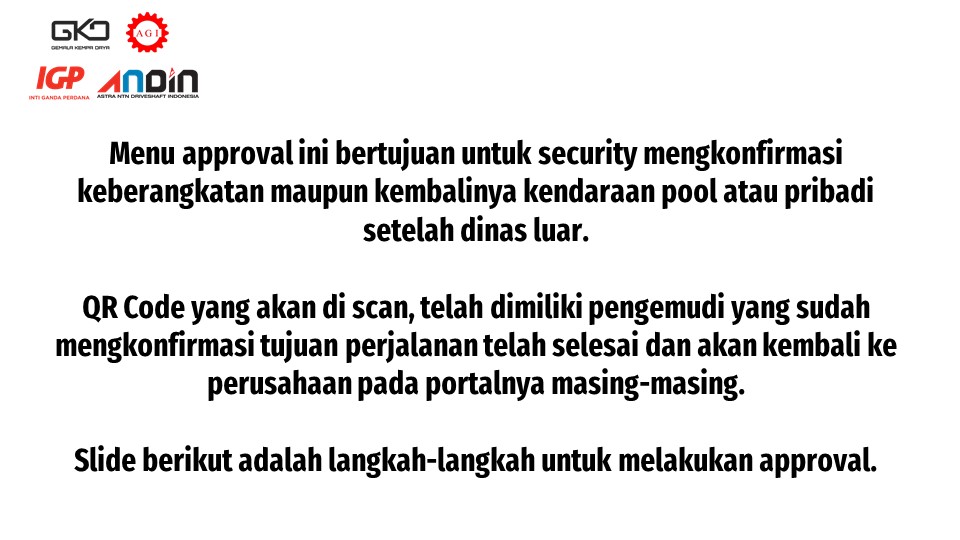 GKD
GEMALA KEMPA DAYA
AGI
IGP
INTI GANDA PERDANA
ANDIN
ASTRA NTN DRIVESHAFT INDONESIA
Menu approval ini bertujuan untuk security mengkonfirmasi
keberangkatan maupun kembalinya kendaraan pool atau pribadi
setelah dinas luar.
QR Code yang akan di scan, telah dimiliki pengemudi yang sudah
mengkonfirmasi tujuan perjalanan telah selesai dan akan kembali ke
perusahaan pada portalnya masing-masing.
Slide berikut adalah langkah-langkah untuk melakukan approval.